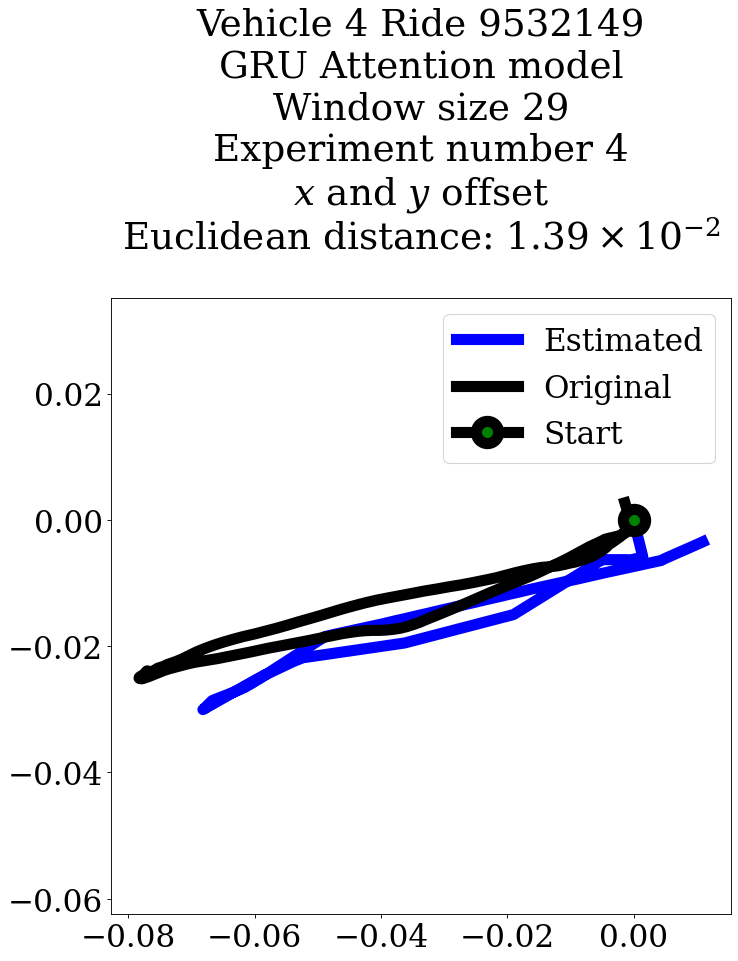 Vehicle 4 Ride 9532149
GRU Attention model
Window size 29
Experiment number 4
x and y offset
Euclidean distance: 1.39 × 10⁻²
Estimated
Original
Start
0.02
0.00
−0.02
−0.04
−0.06
−0.08 −0.06 −0.04 −0.02 0.00